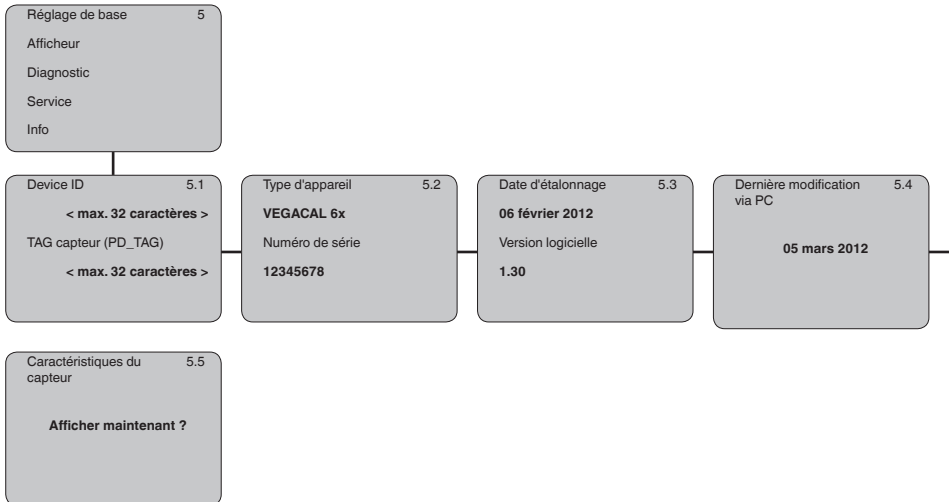 Réglage de base 5
Afficheur
Diagnostic
Service
Info
Device ID 5.1
< max. 32 caractères >
TAG capteur (PD_TAG)
< max. 32 caractères >
Type d'appareil 5.2
VEGACAL 6x
Numéro de série
12345678
Date d'étalonnage 5.3
06 février 2012
Version logicielle
1.30
Dernière modification 5.4
via PC
05 mars 2012
Caractéristiques du 5.5
capteur
Afficher maintenant ?